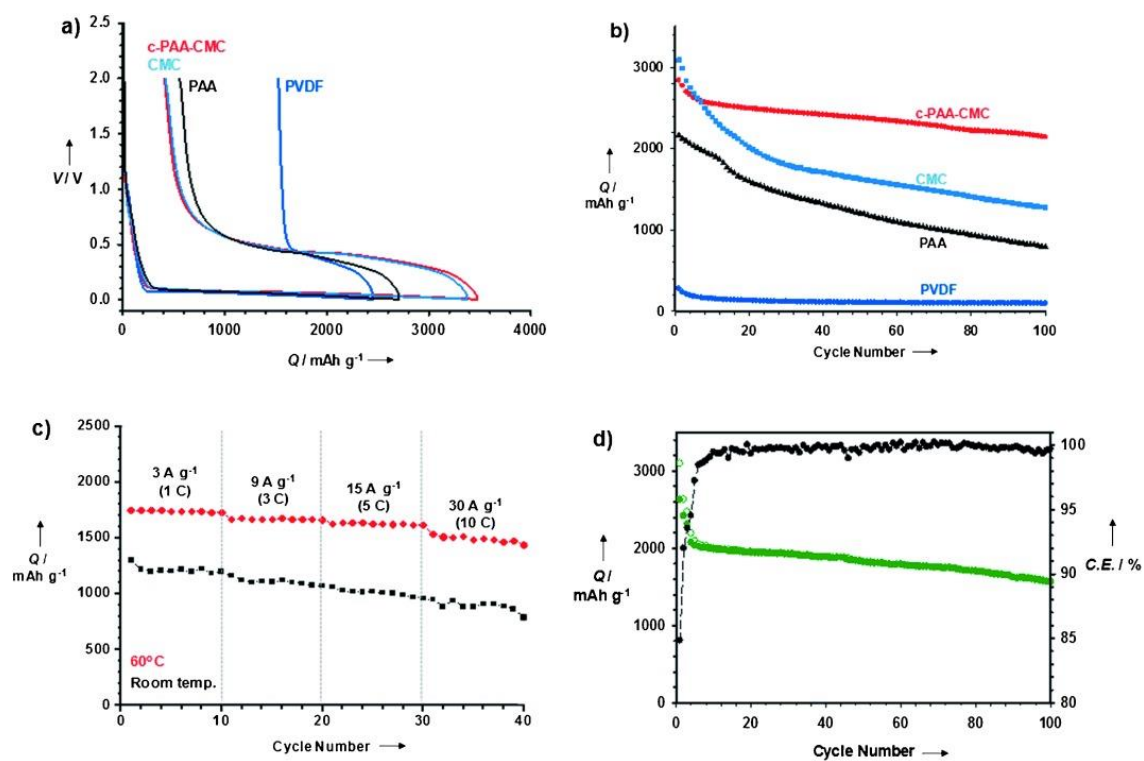 a)
2.5
2.0
1.5
1.0
0.5
0.0
V / V
c-PAA-CMC
CMC
PAA
PVDF
0
1000
2000
3000
4000
Q / mAh g-1
b)
3000
2000
1000
0
Q /
mAh g-1
c-PAA-CMC
CMC
PAA
PVDF
0
20
40
60
80
100
Cycle Number
c)
2500
2000
1500
1000
500
0
Q /
mAh g-1
3 A g-1
(1 C)
9 A g-1
(3 C)
15 A g-1
(5 C)
30 A g-1
(10 C)
60oC
Room temp.
0
10
20
30
40
Cycle Number
d)
3000
2000
1000
0
Q /
mAh g-1
100
95
90
85
80
C.E. / %
0
20
40
60
80
100
Cycle Number